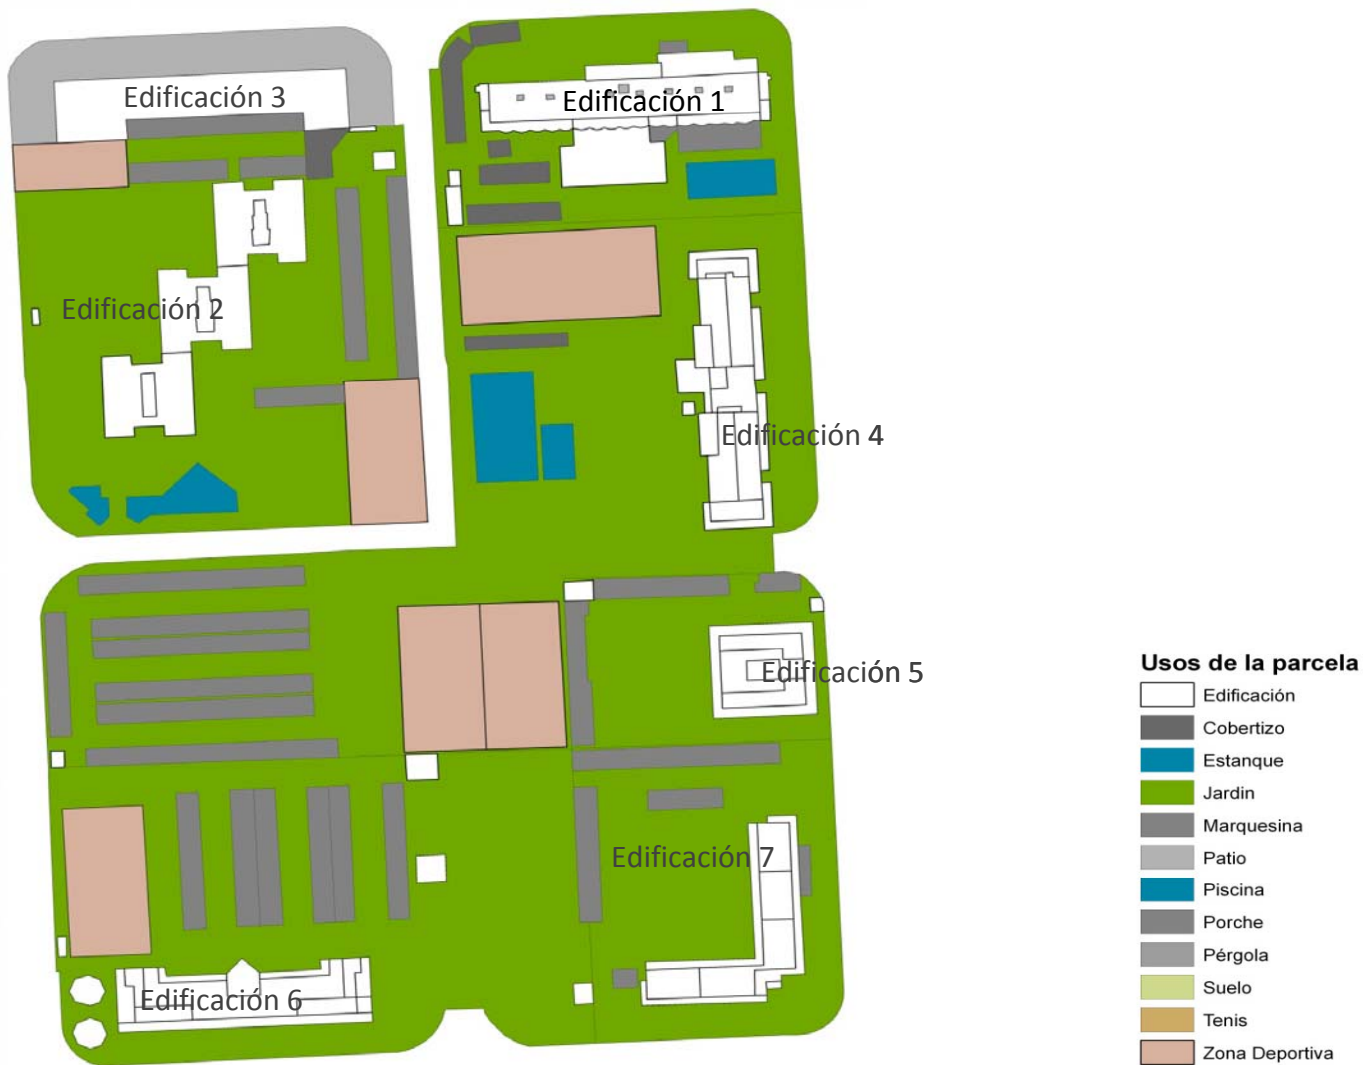 Edificación 3
Edificación 1
Edificación 2
Edificación 4
Edificación 5
Edificación 7
Edificación 6
Usos de la parcela
Edificación
Cobertizo
Estanque
Jardin
Marquesina
Patio
Piscina
Porche
Pérgola
Suelo
Tenis
Zona Deportiva